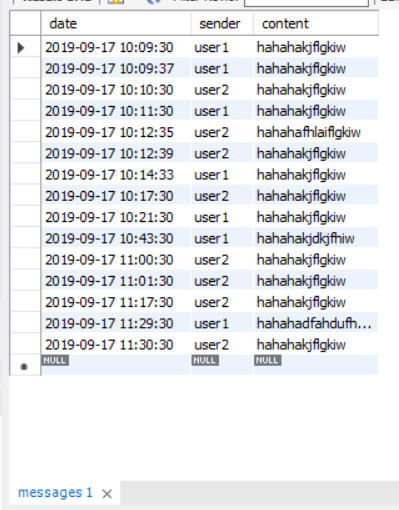 date sender content
2019-09-17 10:09:30 user1 hahahakjflgkiw
2019-09-17 10:09:37 user1 hahahakjflgkiw
2019-09-17 10:10:30 user2 hahahakjflgkiw
2019-09-17 10:11:30 user1 hahahakjflgkiw
2019-09-17 10:12:35 user2 hahahafhlaiflgkiw
2019-09-17 10:12:39 user2 hahahakjflgkiw
2019-09-17 10:14:33 user1 hahahakjflgkiw
2019-09-17 10:17:30 user2 hahahakjflgkiw
2019-09-17 10:21:30 user1 hahahakjflgkiw
2019-09-17 10:43:30 user1 hahahakjdkjfhiw
2019-09-17 11:00:30 user2 hahahakjflgkiw
2019-09-17 11:01:30 user2 hahahakjflgkiw
2019-09-17 11:17:30 user2 hahahakjflgkiw
2019-09-17 11:29:30 user1 hahahadfahdufh...
2019-09-17 11:30:30 user2 hahahakjflgkiw
NULL NULL NULL
messages 1